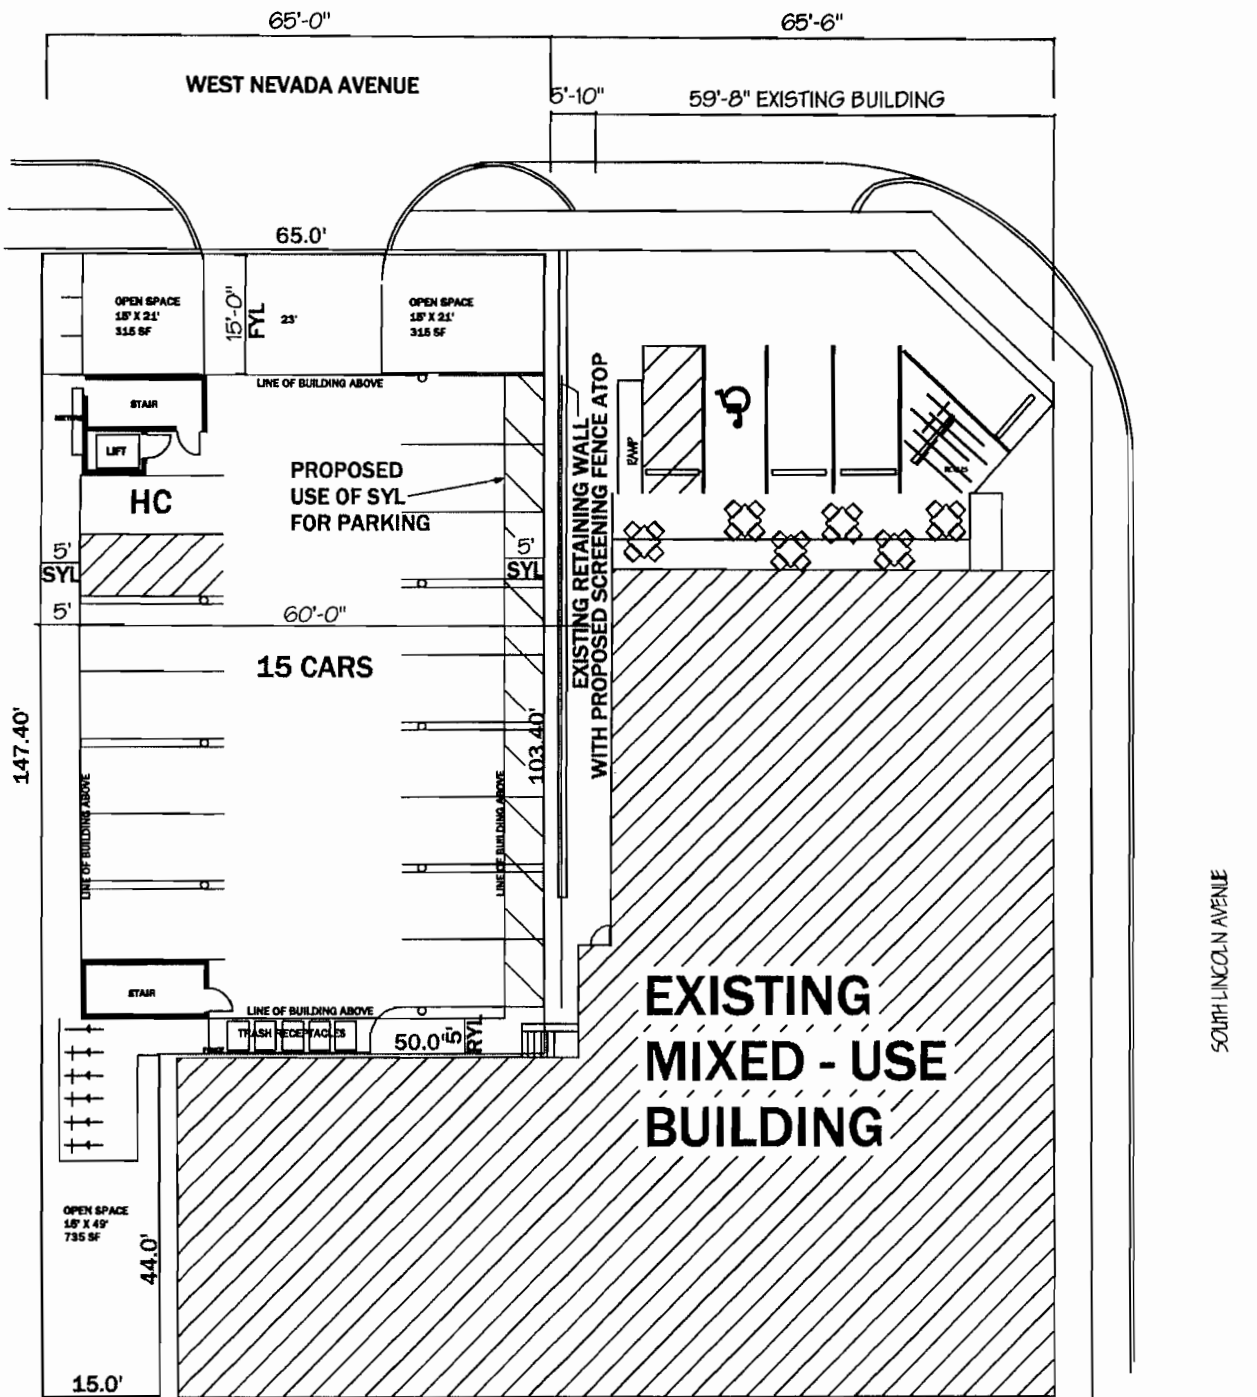 65'-0"
65'-6"
WEST NEVADA AVENUE
5'-10"
59'-8" EXISTING BUILDING
65.0'
OPEN SPACE
15' X 21'
315 SF
15'-0"
FYL
23'
OPEN SPACE
15' X 21'
315 SF
LINE OF BUILDING ABOVE
STAIR
LIFT
HC
PROPOSED
USE OF SYL
FOR PARKING
EXISTING RETAINING WALL
WITH PROPOSED SCREENING FENCE ATOP
RAMP
5'
SYL
5'
5'
SYL
60'-0"
15 CARS
147.40'
103.40'
LINE OF BUILDING ABOVE
LINE OF BUILDING ABOVE
SOUTH LINCOLN AVENUE
STAIR
LINE OF BUILDING ABOVE
TRASH RECEPTACLES
50.0'
5'
RYL
EXISTING
MIXED - USE
BUILDING
OPEN SPACE
15' X 49'
735 SF
44.0'
15.0'